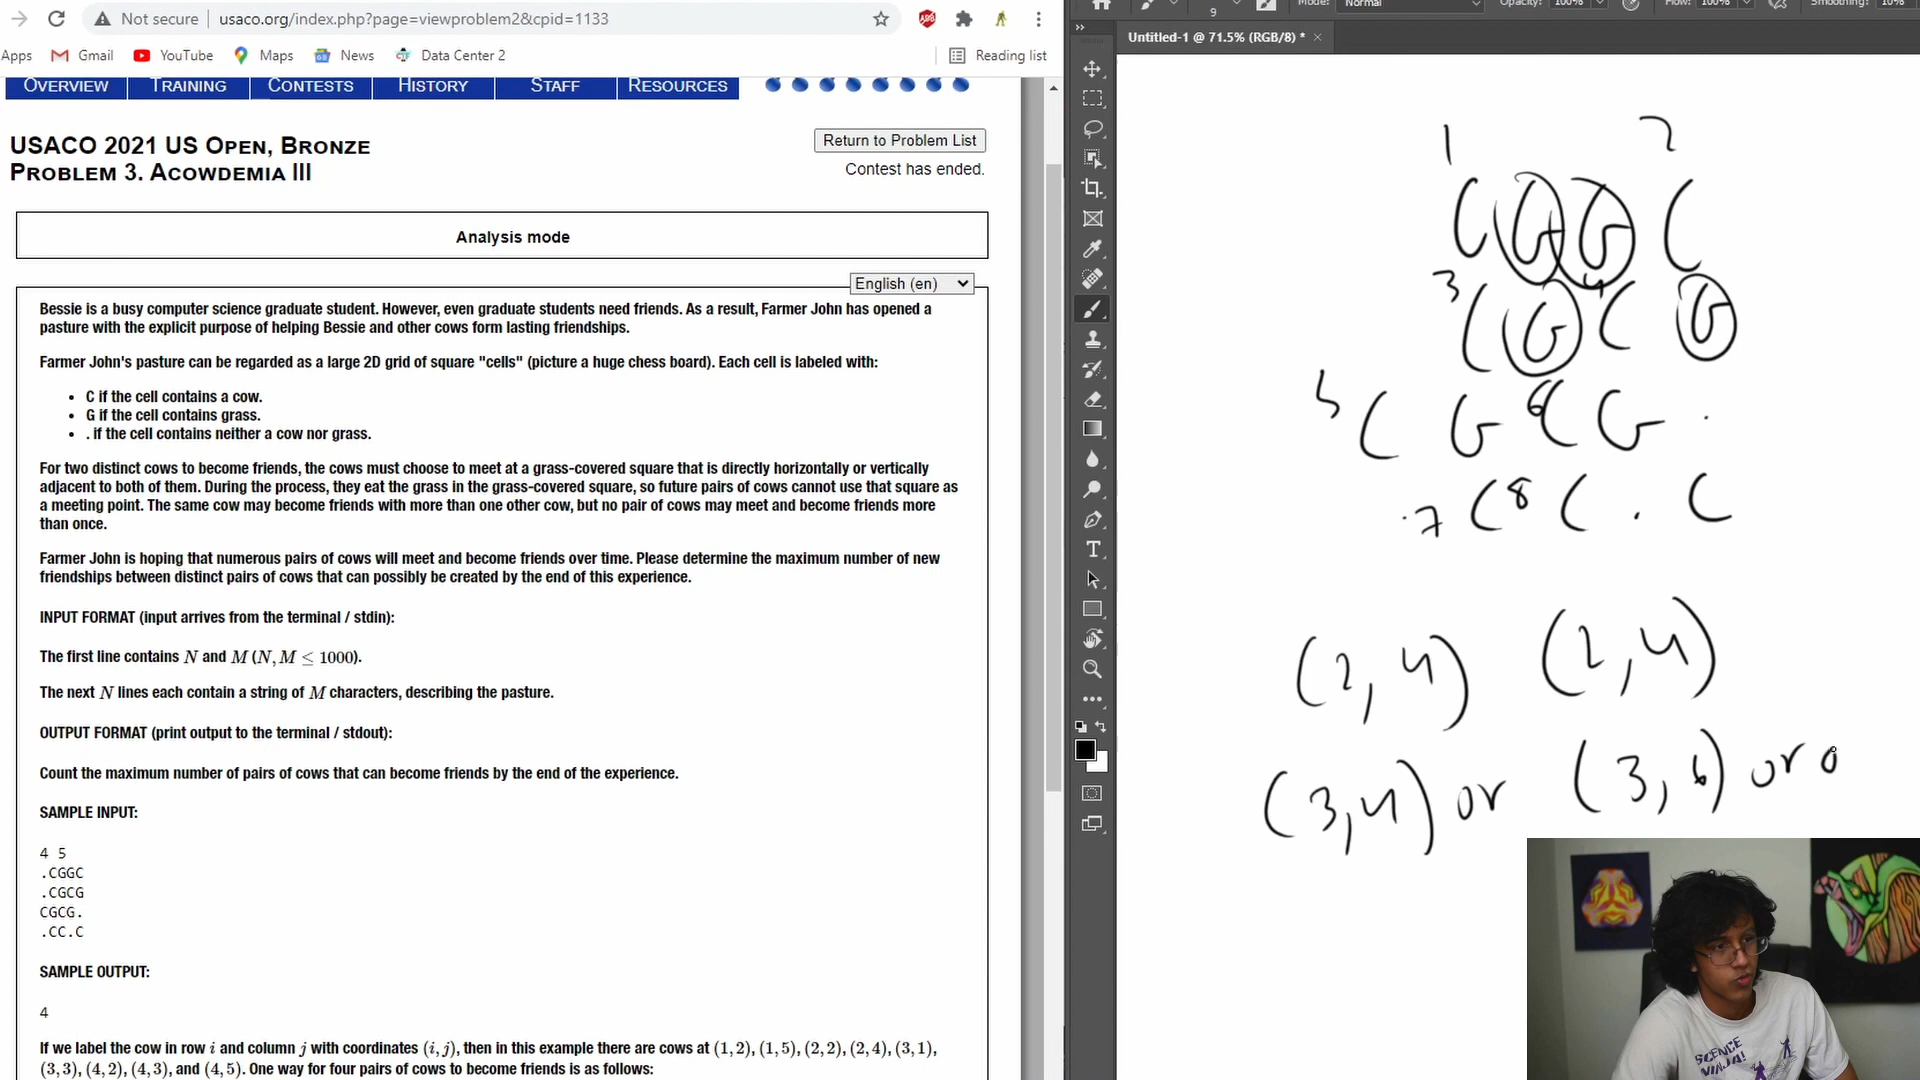 Not secure usaco.org/index.php?page=viewproblem2&cpid=1133
Apps Gmail YouTube Maps News Data Center 2 Reading list
OVERVIEW TRAINING CONTESTS HISTORY STAFF RESOURCES
USACO 2021 US OPEN, BRONZE
PROBLEM 3. ACOWDEMIA III
Return to Problem List
Contest has ended.
Analysis mode
English (en)
Bessie is a busy computer science graduate student. However, even graduate students need friends. As a result, Farmer John has opened a
pasture with the explicit purpose of helping Bessie and other cows form lasting friendships.
Farmer John's pasture can be regarded as a large 2D grid of square "cells" (picture a huge chess board). Each cell is labeled with:
• C if the cell contains a cow.
• G if the cell contains grass.
• . if the cell contains neither a cow nor grass.
For two distinct cows to become friends, the cows must choose to meet at a grass-covered square that is directly horizontally or vertically
adjacent to both of them. During the process, they eat the grass in the grass-covered square, so future pairs of cows cannot use that square as
a meeting point. The same cow may become friends with more than one other cow, but no pair of cows may meet and become friends more
than once.
Farmer John is hoping that numerous pairs of cows will meet and become friends over time. Please determine the maximum number of new
friendships between distinct pairs of cows that can possibly be created by the end of this experience.
INPUT FORMAT (input arrives from the terminal / stdin):
The first line contains N and M (N, M ≤ 1000).
The next N lines each contain a string of M characters, describing the pasture.
OUTPUT FORMAT (print output to the terminal / stdout):
Count the maximum number of pairs of cows that can become friends by the end of the experience.
SAMPLE INPUT:
4 5
.CGGC
.CGCG
CGCG.
.CC.C
SAMPLE OUTPUT:
4
If we label the cow in row i and column j with coordinates (i, j), then in this example there are cows at (1, 2), (1, 5), (2, 2), (2, 4), (3, 1),
(3, 3), (4, 2), (4, 3), and (4, 5). One way for four pairs of cows to become friends is as follows:
9 Mode: Normal Opacity: 100% Flow: 100% Smoothing: 10%
Untitled-1 @ 71.5% (RGB/8) * ×
1 2
C G G C
3 4
C G C G
5 6
C G C G .
. 7 C 8 C . C
(2, 4) (2, 4)
(3, 4) or (3, 6) or
SCIENCE
NINJA!